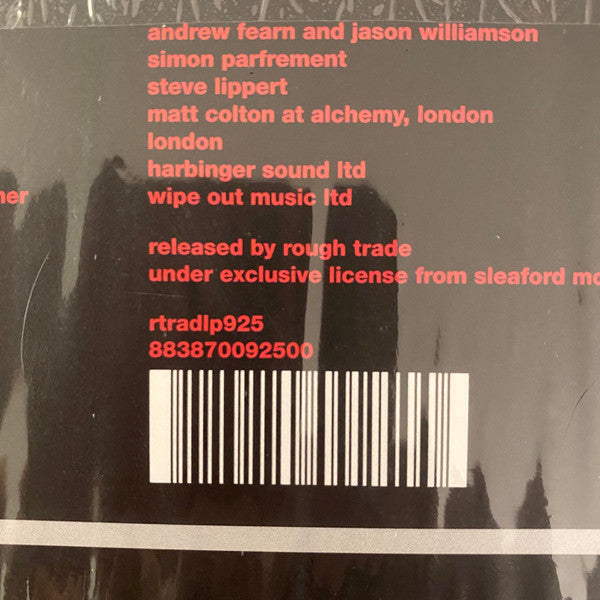 andrew fearn and jason williamson
simon parfrement
steve lippert
matt colton at alchemy, london
london
harbinger sound ltd
wipe out music ltd
released by rough trade
under exclusive license from sleaford
rtradlp925
883870092500